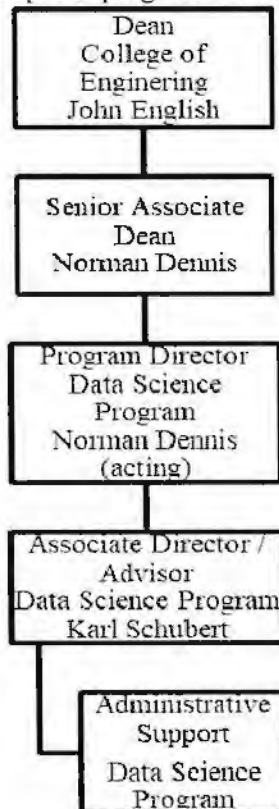 Dean
College of
Enginering
John English
Senior Associate
Dean
Norman Dennis
Program Director
Data Science
Program
Norman Dennis
(acting)
Associate Director /
Advisor
Data Science Program
Karl Schubert
Administrative
Support
Data Science
Program